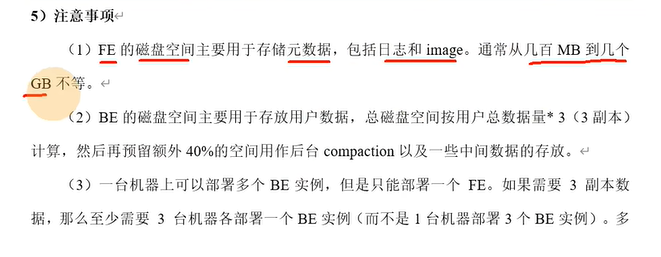 5）注意事项
（1）FE 的磁盘空间主要用于存储元数据，包括日志和 image。通常从几百 MB 到几个
GB 不等。
（2）BE 的磁盘空间主要用于存放用户数据，总磁盘空间按用户总数据量* 3（3 副本）
计算，然后再预留额外 40%的空间用作后台 compaction 以及一些中间数据的存放。
（3）一台机器上可以部署多个 BE 实例，但是只能部署一个 FE。如果需要 3 副本数
据，那么至少需要 3 台机器各部署一个 BE 实例（而不是 1 台机器部署 3 个 BE 实例）。多